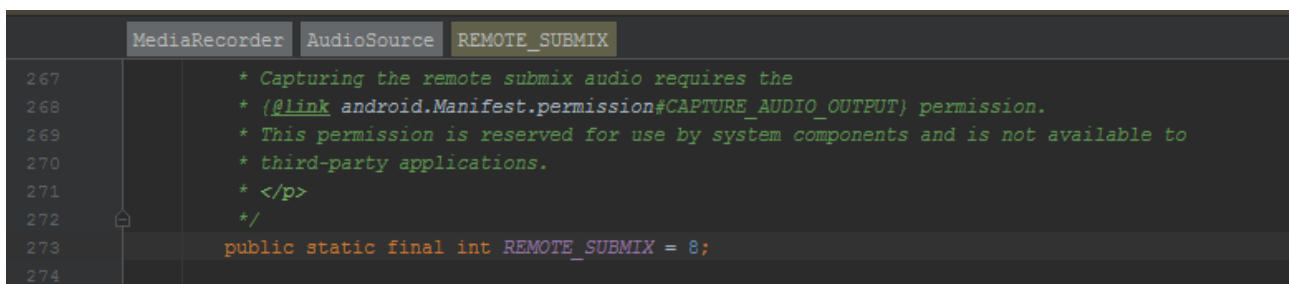 MediaRecorder AudioSource REMOTE_SUBMIX
267 * Capturing the remote submix audio requires the
268 * {@link android.Manifest.permission#CAPTURE_AUDIO_OUTPUT} permission.
269 * This permission is reserved for use by system components and is not available to
270 * third-party applications.
271 * </p>
272 */
273 public static final int REMOTE_SUBMIX = 8;
274